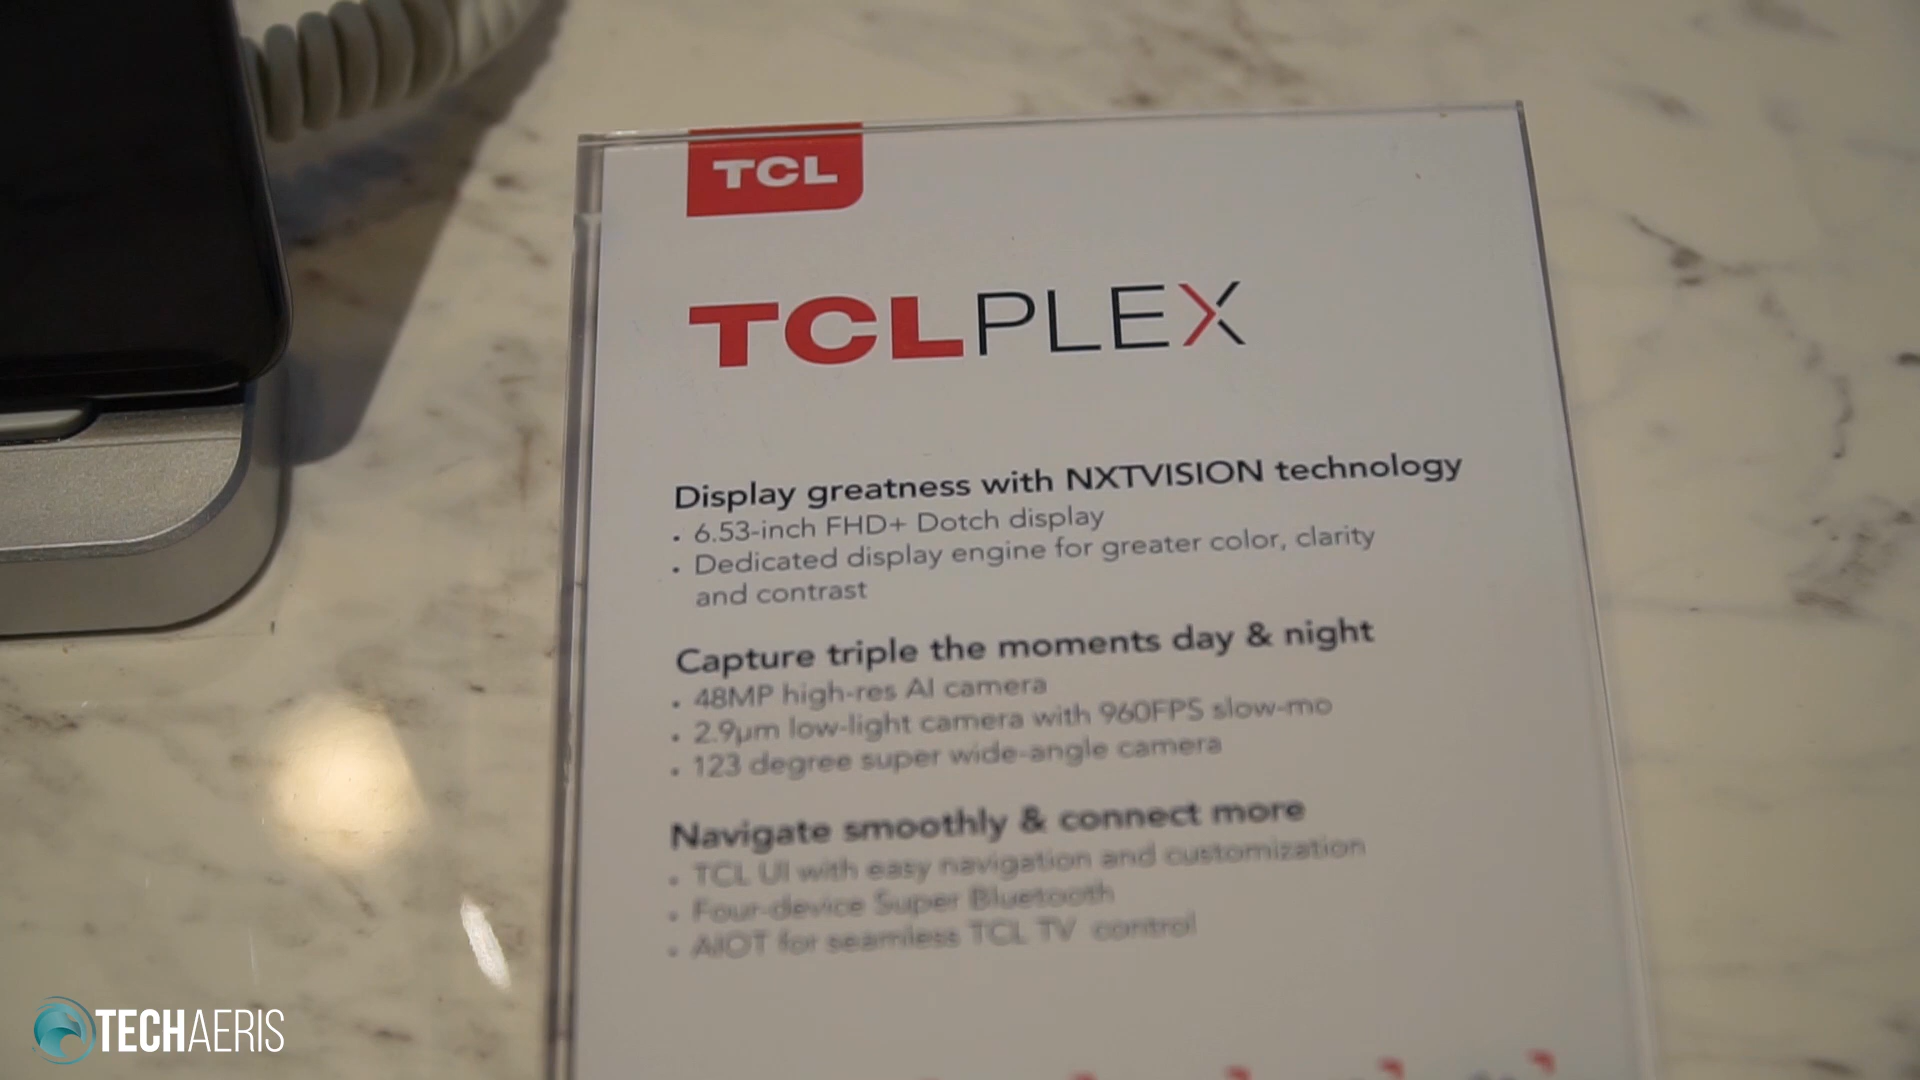 TCL
TCLPLEX
Display greatness with NXTVISION technology
• 6.53-inch FHD+ Dotch display
• Dedicated display engine for greater color, clarity
and contrast
Capture triple the moments day & night
• 48MP high-res AI camera
• 2.9µm low-light camera with 960FPS slow-mo
• 123 degree super wide-angle camera
Navigate smoothly & connect more
• TCL UI with easy navigation and customization
• Four-device Super Bluetooth
• AIOT for seamless TCL TV control
TECHAERIS